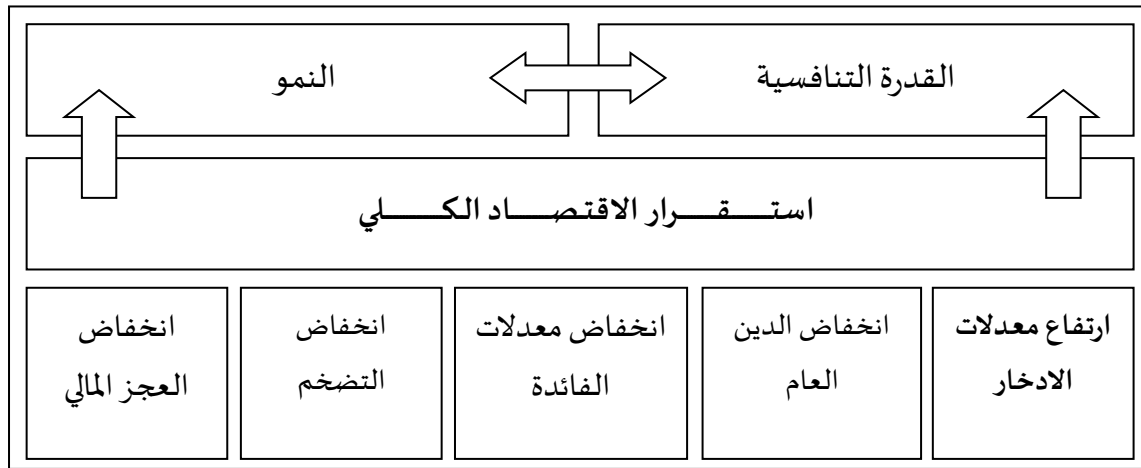 القدرة التنافسية
النمو
استـــــقـــــرار الاقتصـــــاد الكـــــلي
ارتفاع معدلات
الادخار
انخفاض الدين
العام
انخفاض معدلات
الفائدة
انخفاض
التضخم
انخفاض
العجز المالي